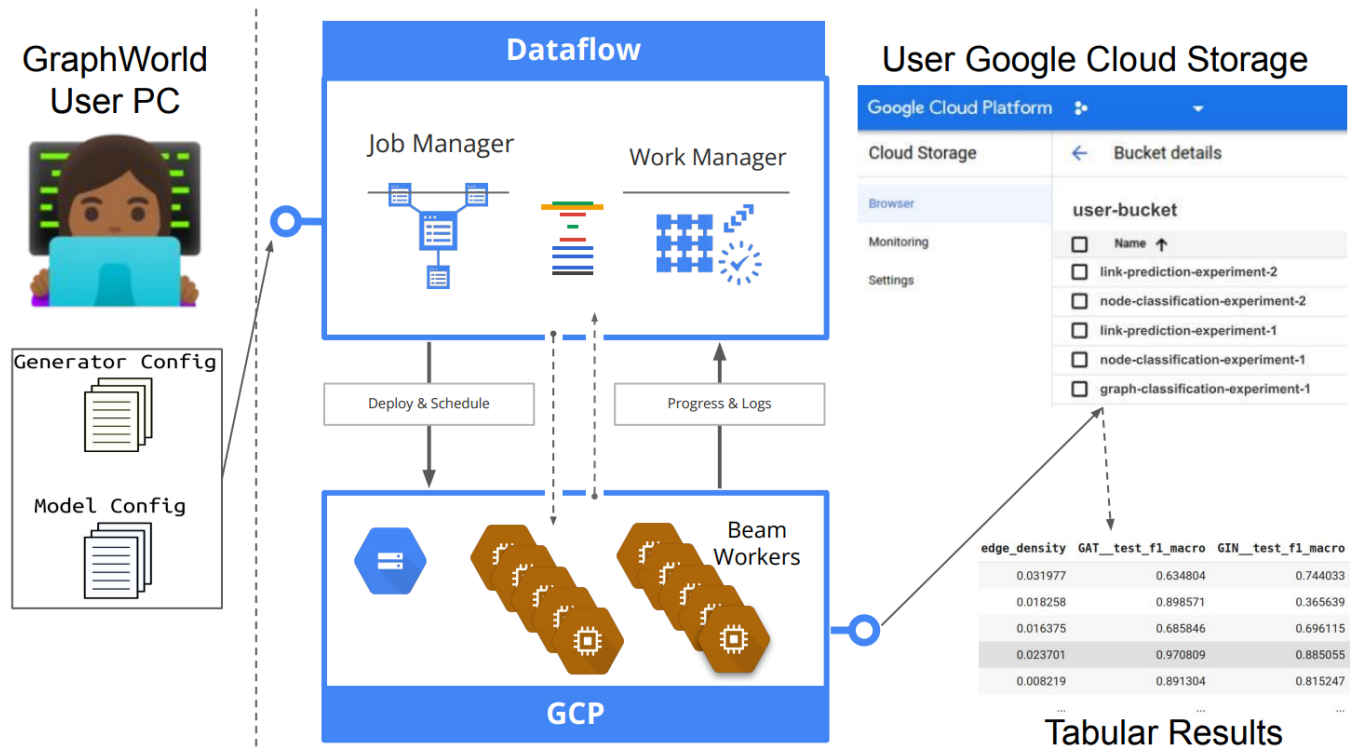 GraphWorld
User PC
Generator Config
Model Config
Dataflow
Job Manager
Work Manager
Deploy & Schedule
Progress & Logs
Beam
Workers
GCP
User Google Cloud Storage
Google Cloud Platform
Cloud Storage
Bucket details
Browser
Monitoring
Settings
user-bucket
Name
link-prediction-experiment-2
node-classification-experiment-2
link-prediction-experiment-1
node-classification-experiment-1
graph-classification-experiment-1
edge_density GAT__test_f1_macro GIN__test_f1_macro
0.031977 0.634804 0.744033
0.018258 0.898571 0.365639
0.016375 0.685846 0.696115
0.023701 0.970809 0.885055
0.008219 0.891304 0.815247
... ... ...
Tabular Results